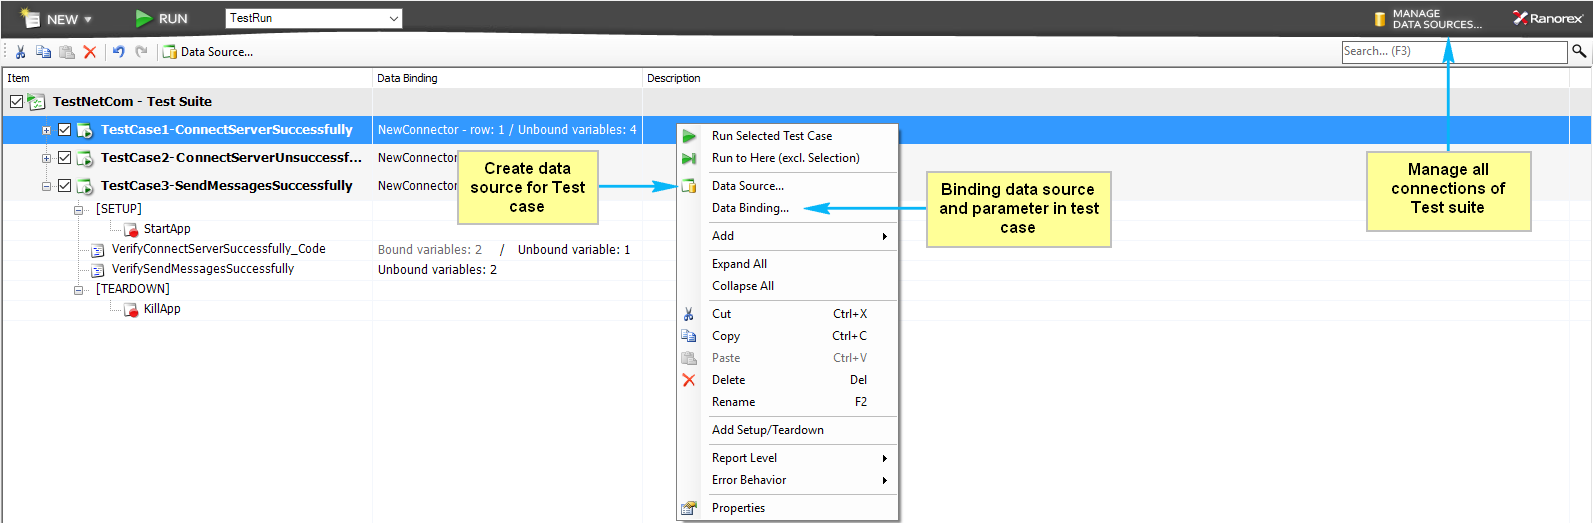 NEW
RUN
TestRun
MANAGE
DATA SOURCES...
Ranorex
Data Source...
Search... (F3)
Item
Data Binding
Description
TestNetCom - Test Suite
TestCase1-ConnectServerSuccessfully
NewConnector - row: 1 / Unbound variables: 4
TestCase2-ConnectServerUnsuccessf...
NewConnector
TestCase3-SendMessagesSuccessfully
NewConnector
[SETUP]
StartApp
VerifyConnectServerSuccessfully_Code
Bound variables: 2 / Unbound variable: 1
VerifySendMessagesSuccessfully
Unbound variables: 2
[TEARDOWN]
KillApp
Create data
source for Test
case
Run Selected Test Case
Run to Here (excl. Selection)
Data Source...
Data Binding...
Add
Expand All
Collapse All
Cut Ctrl+X
Copy Ctrl+C
Paste Ctrl+V
Delete Del
Rename F2
Add Setup/Teardown
Report Level
Error Behavior
Properties
Binding data source
and parameter in test
case
Manage all
connections of
Test suite